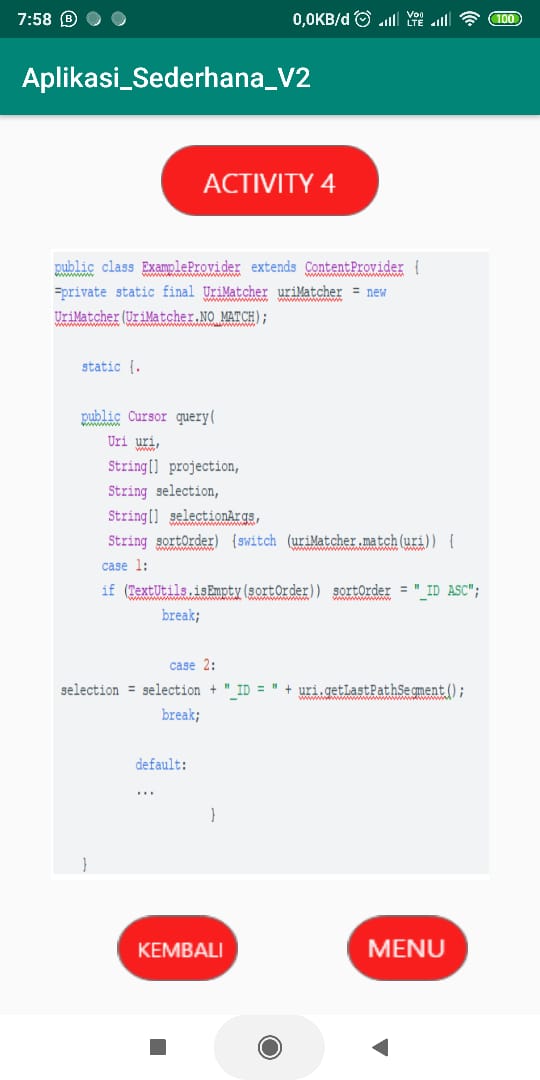 7:58 B 0,0KB/d Vo)) LTE 100
Aplikasi_Sederhana_V2
ACTIVITY 4
public class ExampleProvider extends ContentProvider {
=private static final UriMatcher uriMatcher = new
UriMatcher(UriMatcher.NO_MATCH);
static {.
public Cursor query(
Uri uri,
String[] projection,
String selection,
String[] selectionArgs,
String sortOrder) {switch (uriMatcher.match(uri)) {
case 1:
if (TextUtils.isEmpty(sortOrder)) sortOrder = "_ID ASC";
break;
case 2:
selection = selection + "_ID = " + uri.getLastPathSegment();
break;
default:
...
}
}
KEMBALI MENU